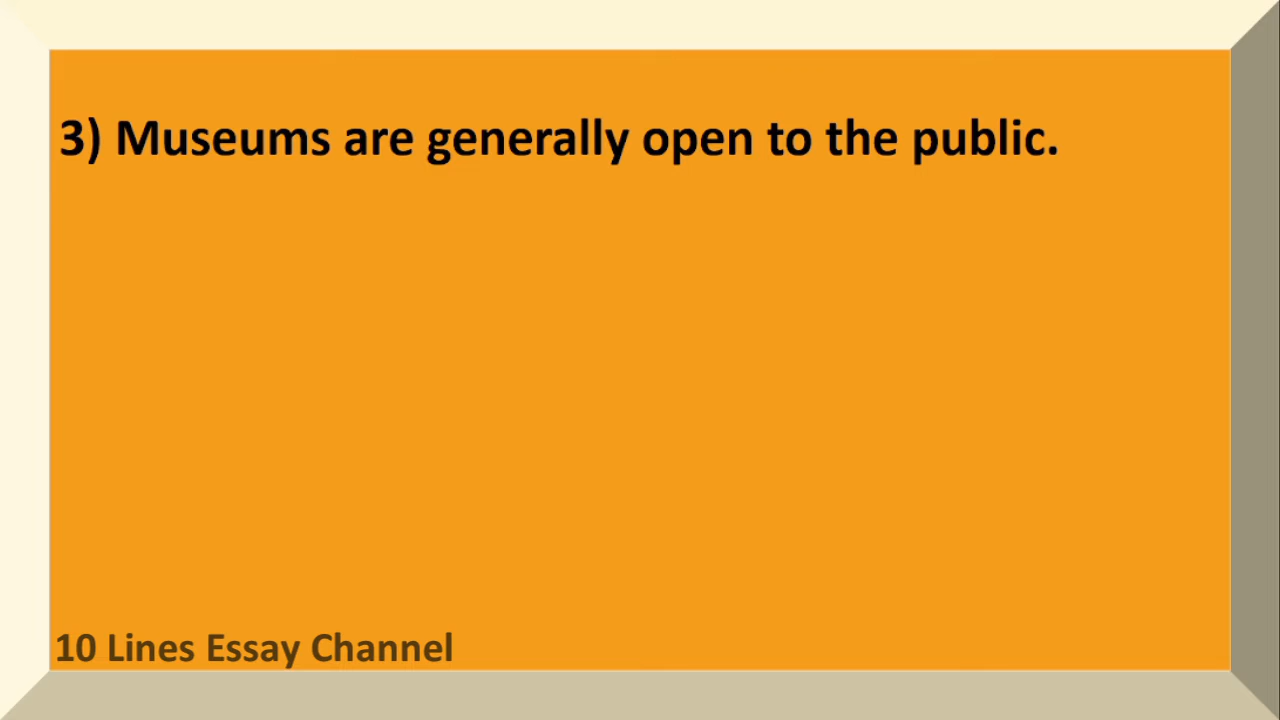 3) Museums are generally open to the public.
10 Lines Essay Channel